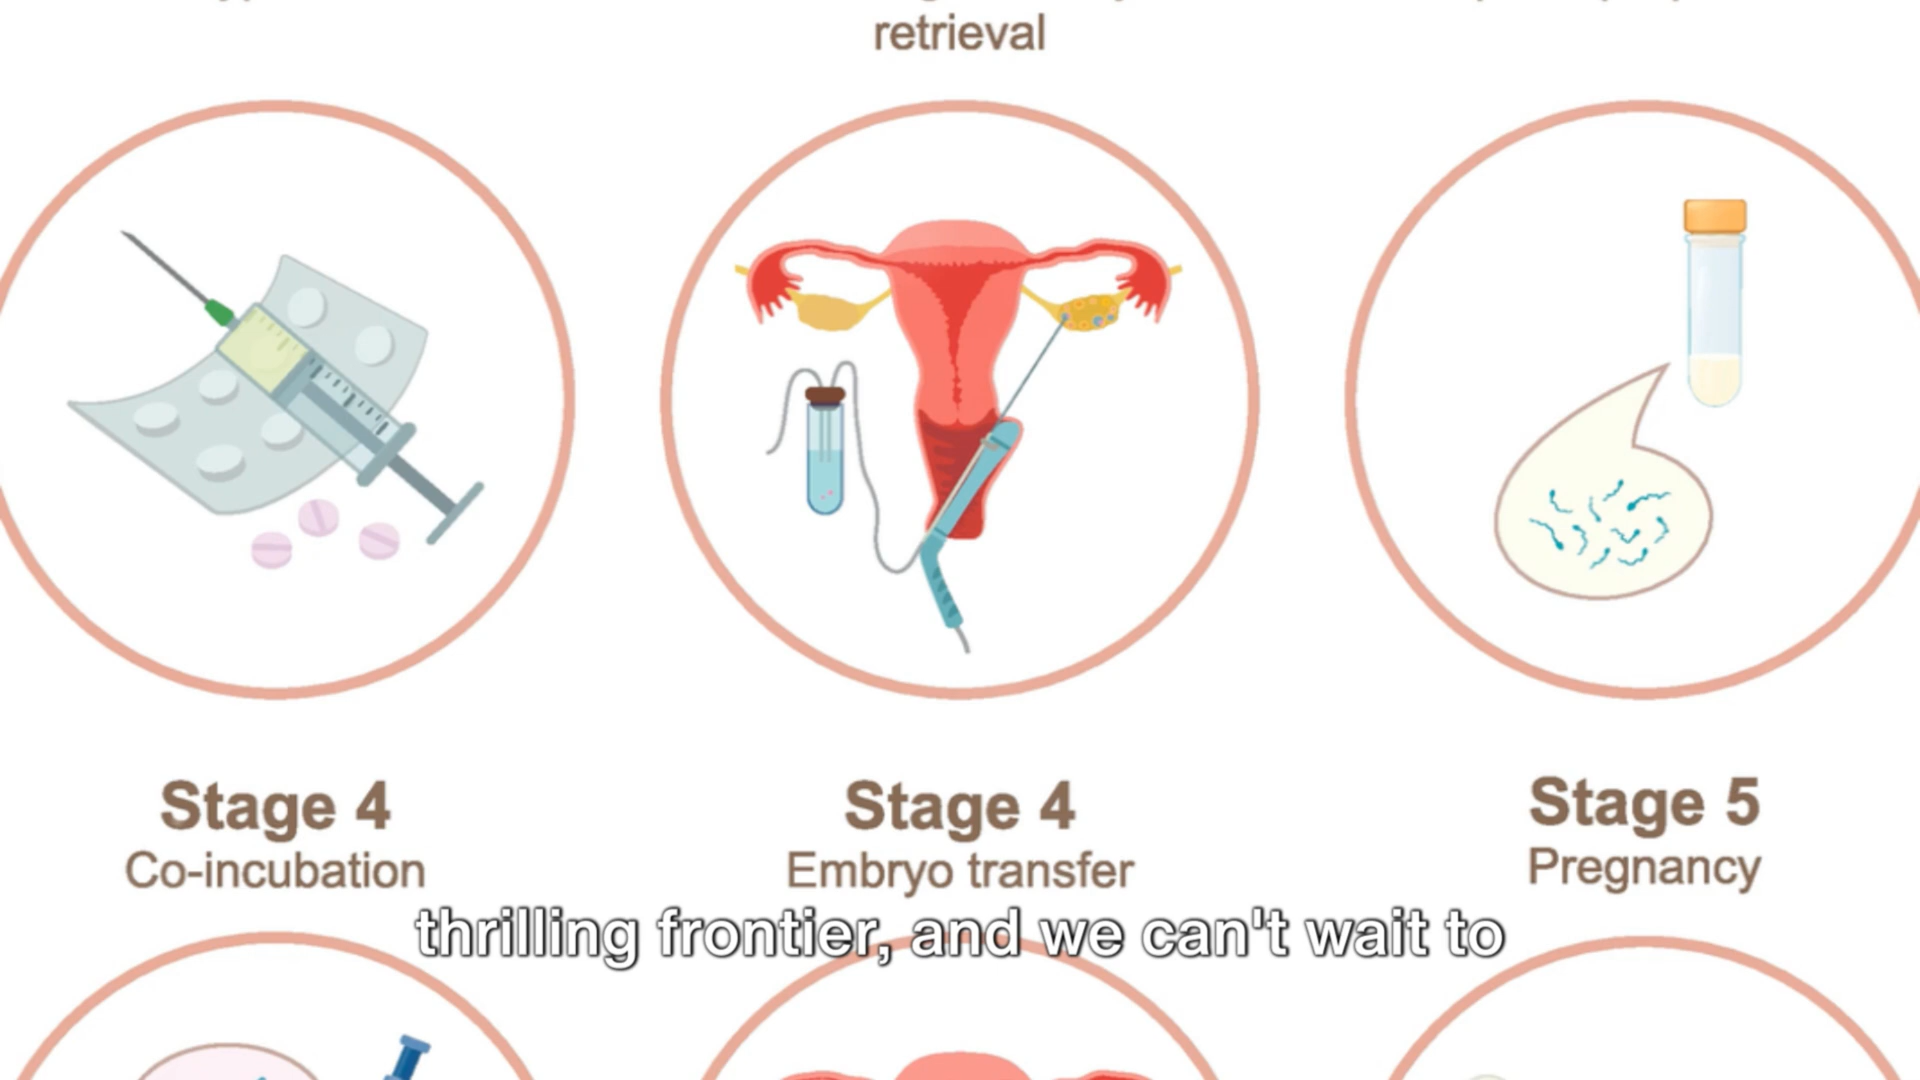 retrieval
Stage 4
Co-incubation
Stage 4
Embryo transfer
Stage 5
Pregnancy
thrilling frontier, and we can't wait to